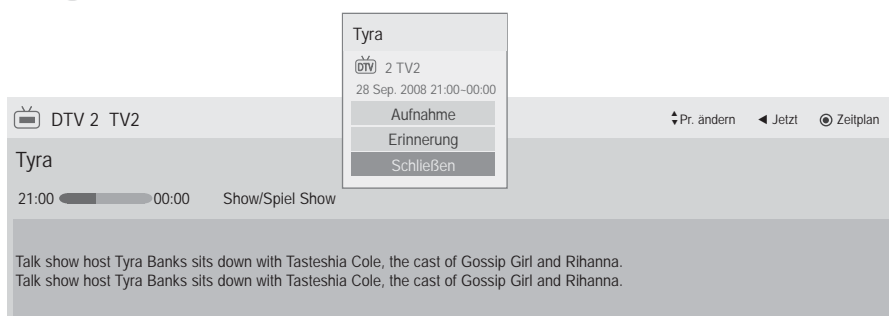 Tyra
DTV 2 TV2
28 Sep. 2008 21:00~00:00
Aufnahme
Erinnerung
Schließen
DTV 2 TV2
Pr. ändern ◀ Jetzt ◉ Zeitplan
Tyra
21:00 00:00 Show/Spiel Show
Talk show host Tyra Banks sits down with Tasteshia Cole, the cast of Gossip Girl and Rihanna.
Talk show host Tyra Banks sits down with Tasteshia Cole, the cast of Gossip Girl and Rihanna.